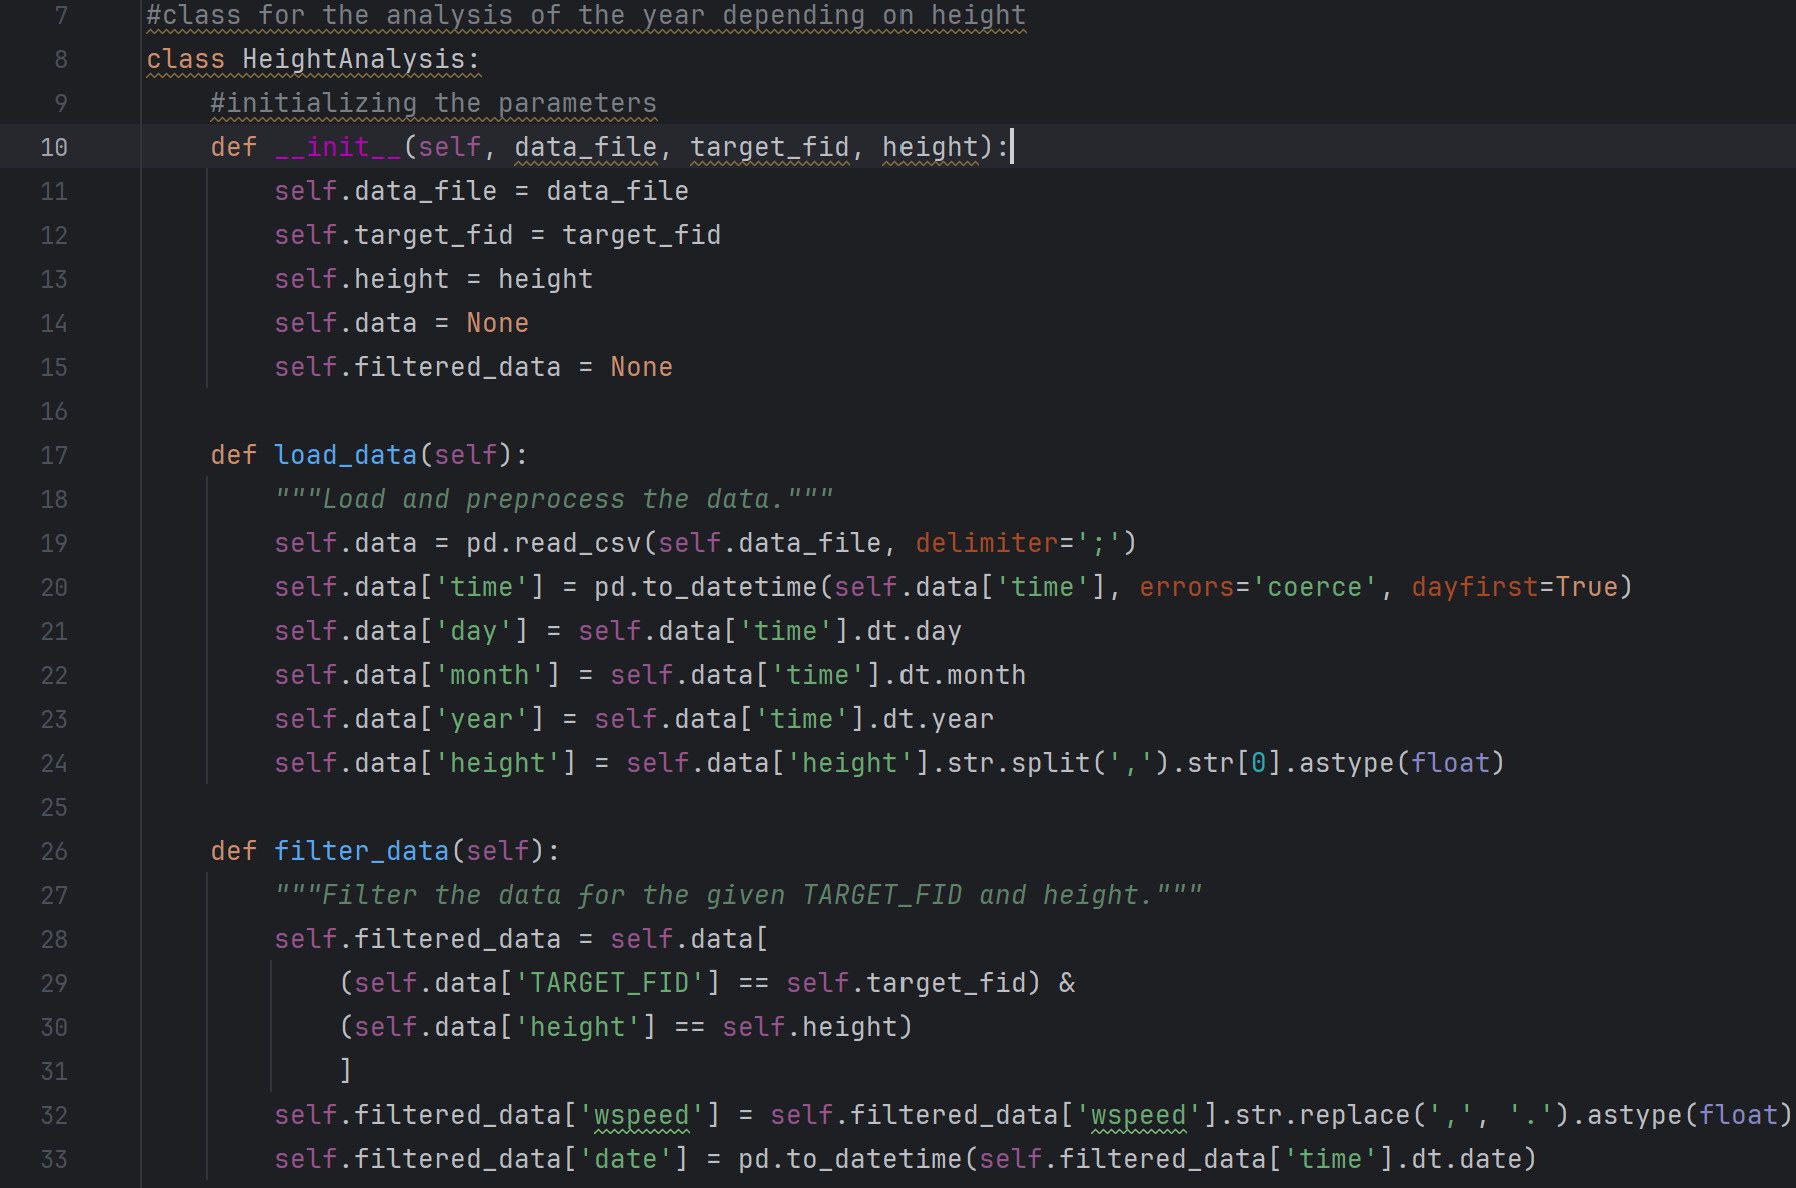 7 #class for the analysis of the year depending on height
8 class HeightAnalysis:
9     #initializing the parameters
10     def __init__(self, data_file, target_fid, height):
11         self.data_file = data_file
12         self.target_fid = target_fid
13         self.height = height
14         self.data = None
15         self.filtered_data = None
16
17     def load_data(self):
18         """Load and preprocess the data."""
19         self.data = pd.read_csv(self.data_file, delimiter=';')
20         self.data['time'] = pd.to_datetime(self.data['time'], errors='coerce', dayfirst=True)
21         self.data['day'] = self.data['time'].dt.day
22         self.data['month'] = self.data['time'].dt.month
23         self.data['year'] = self.data['time'].dt.year
24         self.data['height'] = self.data['height'].str.split(',').str[0].astype(float)
25
26     def filter_data(self):
27         """Filter the data for the given TARGET_FID and height."""
28         self.filtered_data = self.data[
29             (self.data['TARGET_FID'] == self.target_fid) &
30             (self.data['height'] == self.height)
31             ]
32         self.filtered_data['wspeed'] = self.filtered_data['wspeed'].str.replace(',', '.').astype(float)
33         self.filtered_data['date'] = pd.to_datetime(self.filtered_data['time'].dt.date)